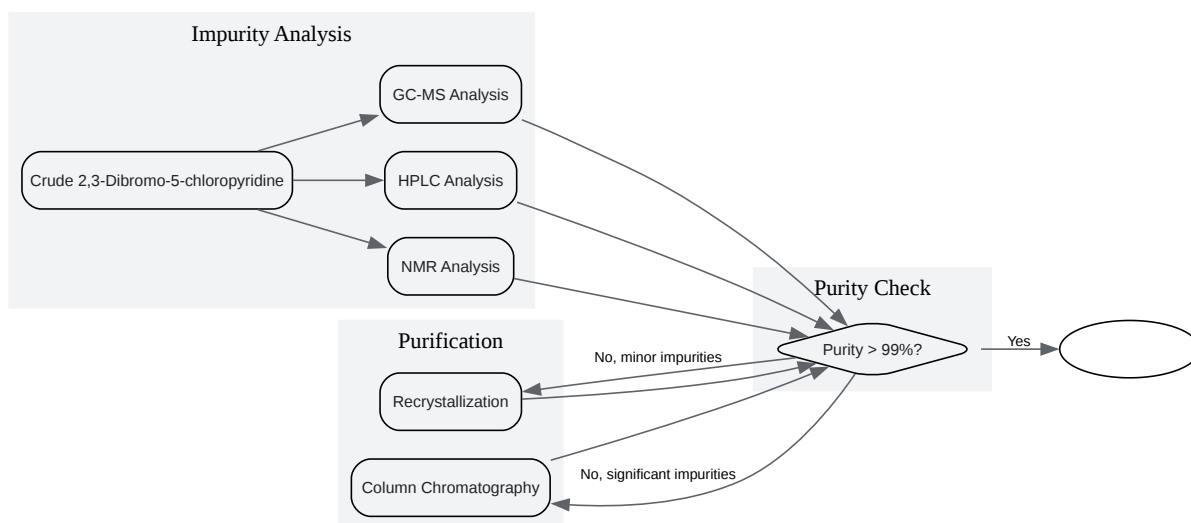 Impurity Analysis
GC-MS Analysis
Crude 2,3-Dibromo-5-chloropyridine
HPLC Analysis
NMR Analysis
Purity Check
Purity > 99%?
Yes
Purification
No, minor impurities
Recrystallization
No, significant impurities
Column Chromatography